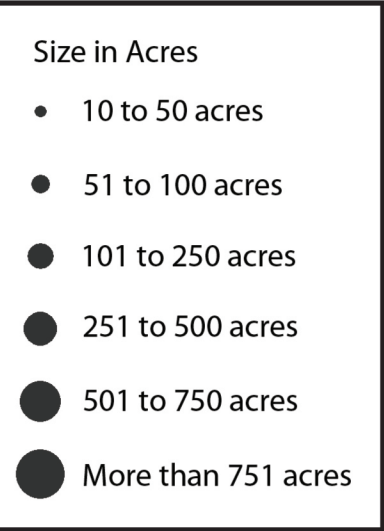 Size in Acres
10 to 50 acres
51 to 100 acres
101 to 250 acres
251 to 500 acres
501 to 750 acres
More than 751 acres